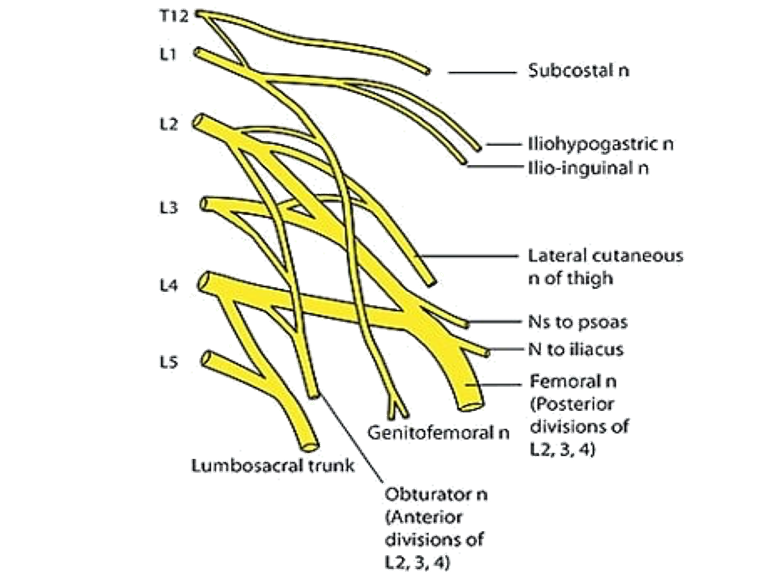 T12
Subcostal n
L1
L2
Iliohypogastric n
Ilio-inguinal n
L3
Lateral cutaneous
n of thigh
L4
Ns to psoas
N to iliacus
L5
Femoral n
(Posterior
divisions of
L2, 3, 4)
Genitofemoral n
Lumbosacral trunk
Obturator n
(Anterior
divisions of
L2, 3, 4)